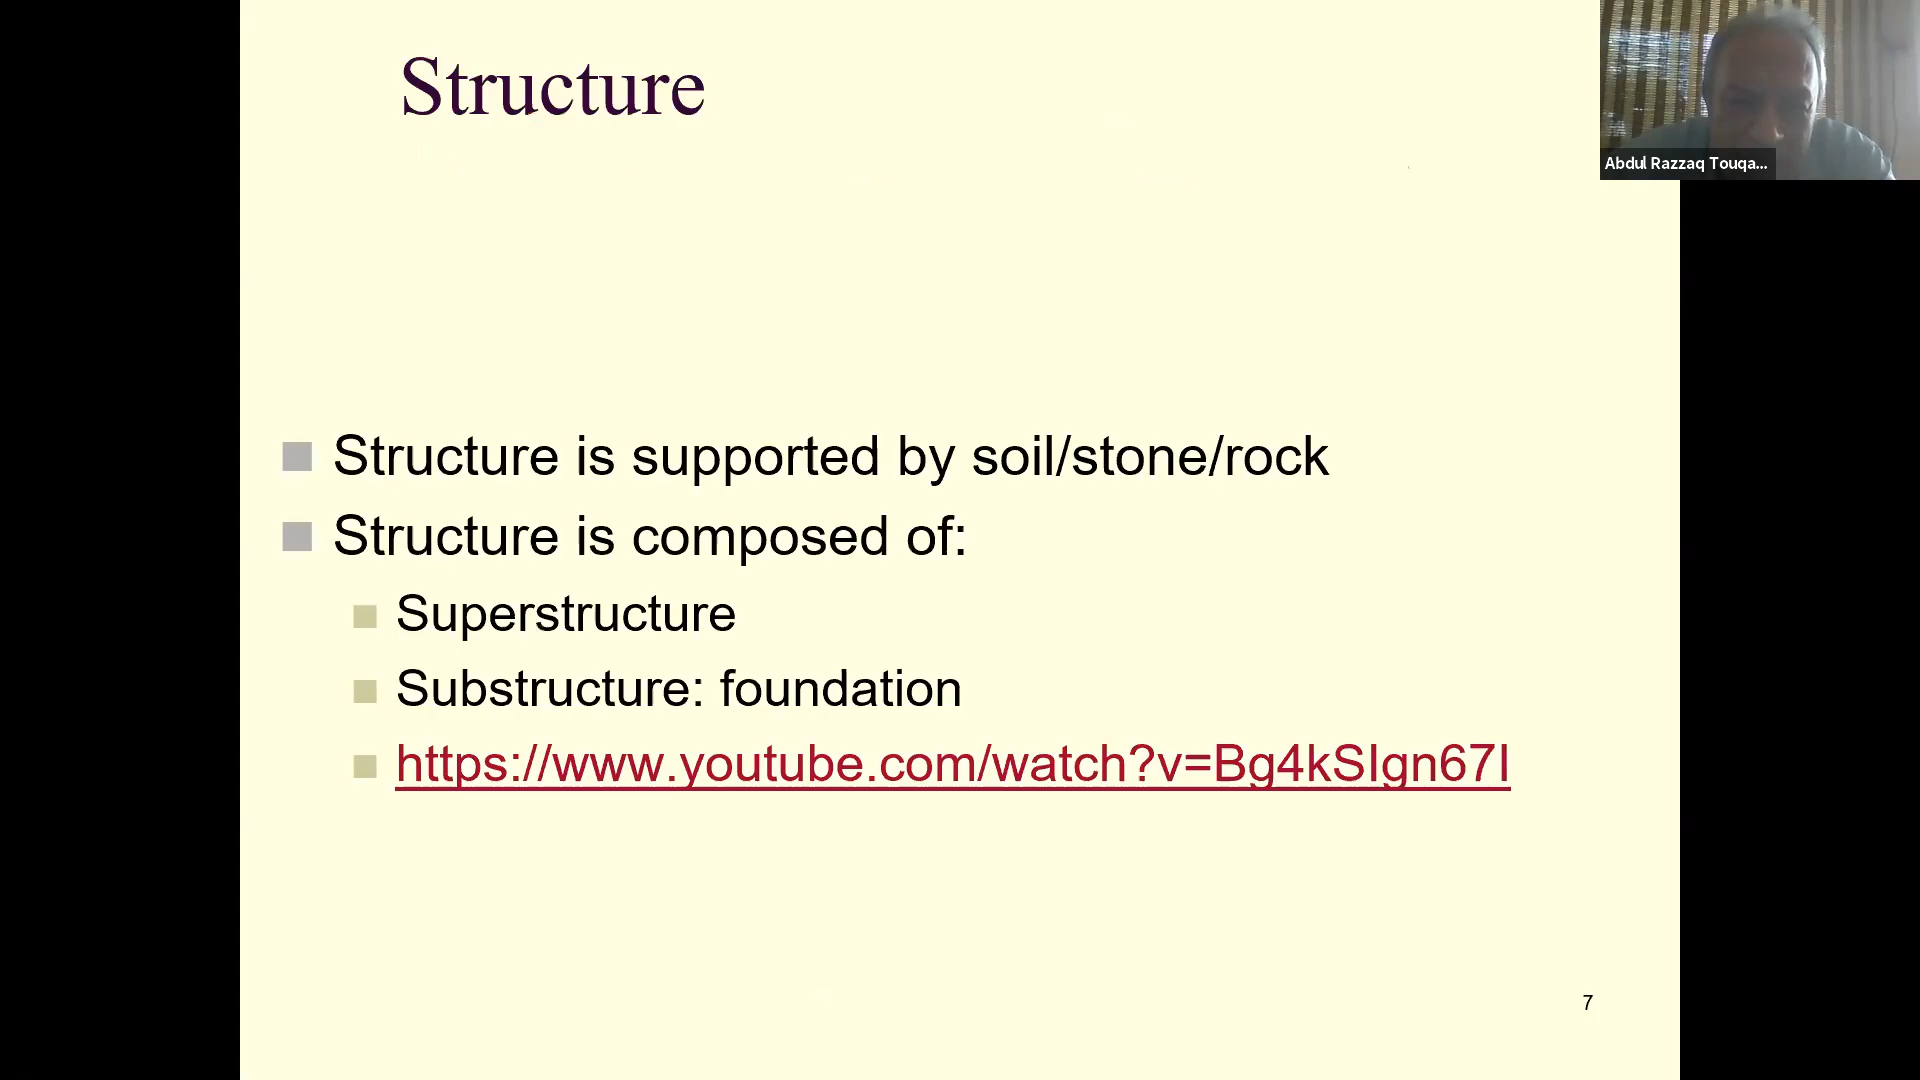 Structure
Abdul Razzaq Touqa...
Structure is supported by soil/stone/rock
Structure is composed of:
Superstructure
Substructure: foundation
https://www.youtube.com/watch?v=Bg4kSIgn67I
7